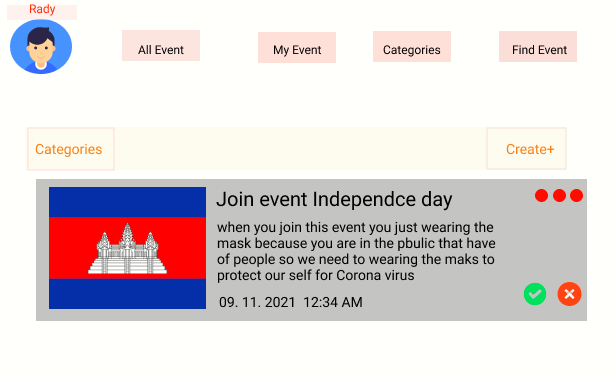 Rady
All Event
My Event
Categories
Find Event
Categories
Create+
Join event Independce day
when you join this event you just wearing the
mask because you are in the pbulic that have
of people so we need to wearing the maks to
protect our self for Corona virus
09. 11. 2021 12:34 AM